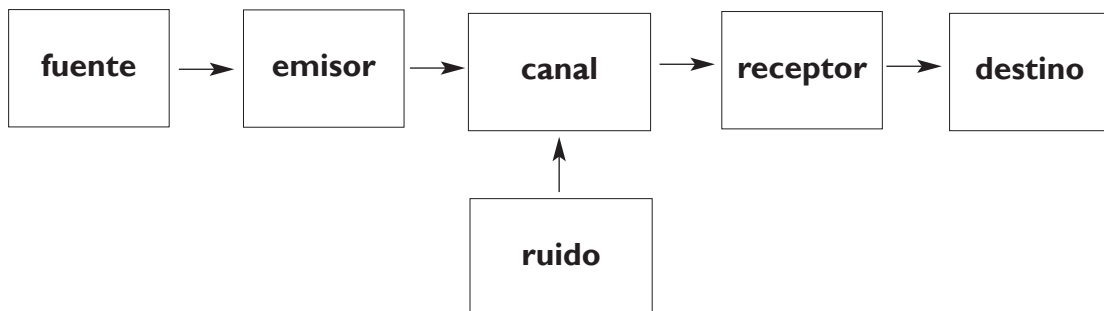 fuente
emisor
canal
receptor
destino
ruido